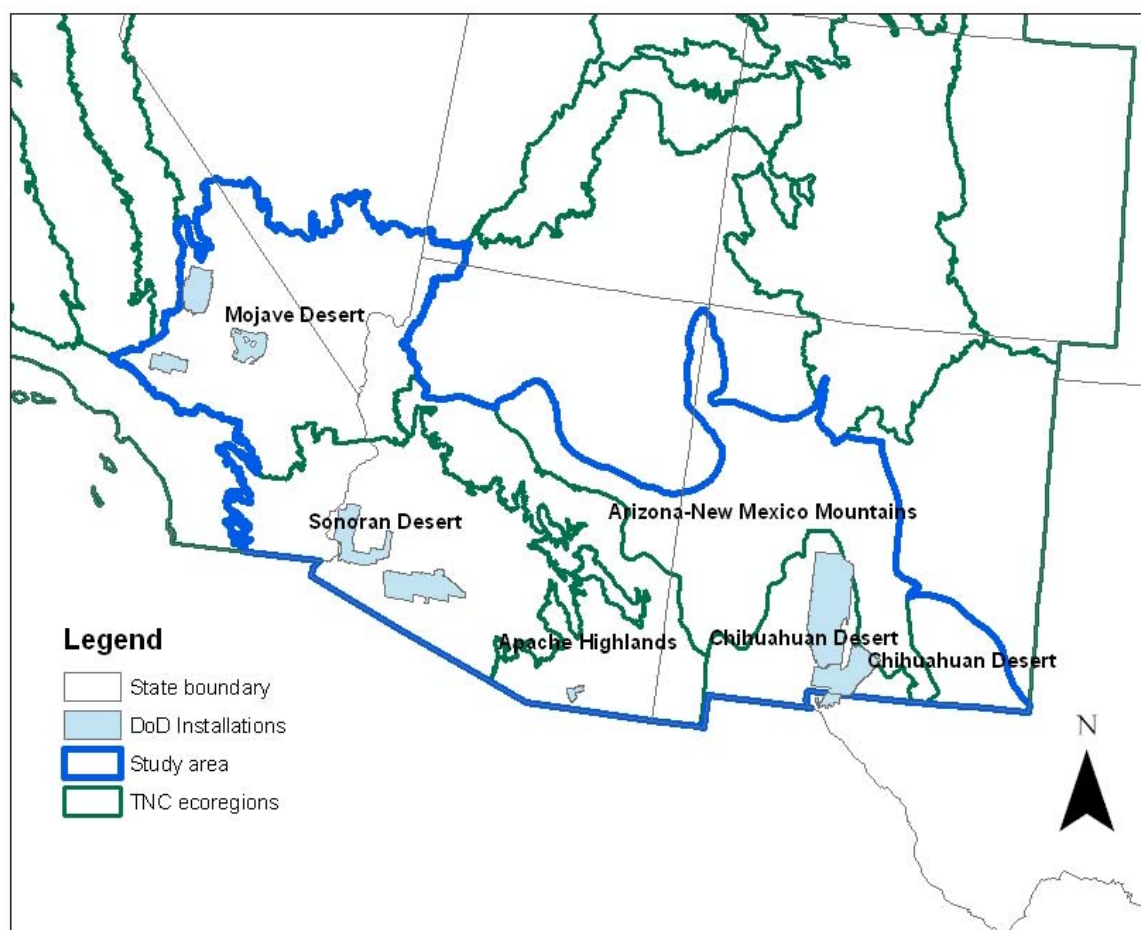 Mojave Desert
Sonoran Desert
Arizona-New Mexico Mountains
Apache Highlands
Chihuahuan Desert
Chihuahuan Desert
Legend
State boundary
DoD Installations
Study area
TNC ecoregions
N